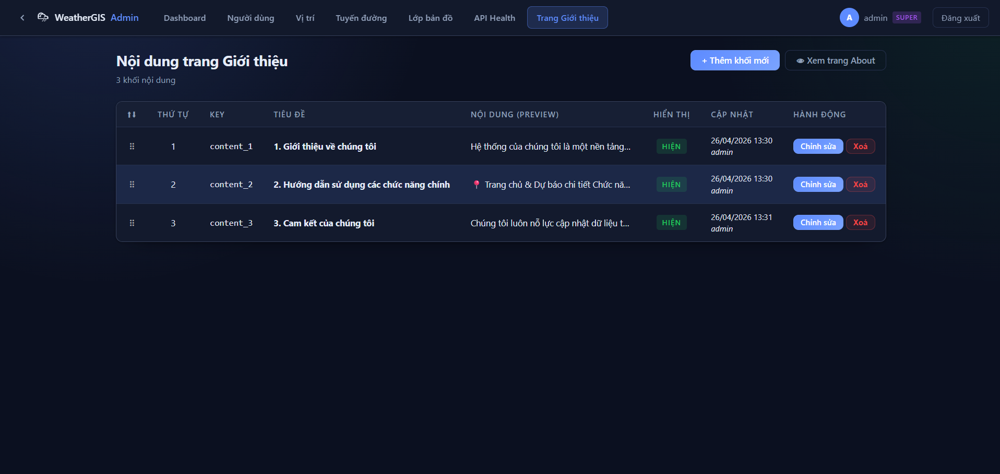 WeatherGIS Admin Dashboard Người dùng Vị trí Tuyến đường Lớp bản đồ API Health Trang Giới thiệu A admin SUPER Đăng xuất
Nội dung trang Giới thiệu
+ Thêm khối mới Xem trang About
3 khối nội dung
THỨ TỰ KEY TIÊU ĐỀ NỘI DUNG (PREVIEW) HIỂN THỊ CẬP NHẬT HÀNH ĐỘNG
1 content_1 1. Giới thiệu về chúng tôi Hệ thống của chúng tôi là một nền tảng... HIỆN 26/04/2026 13:30 Chỉnh sửa Xoá
admin
2 content_2 2. Hướng dẫn sử dụng các chức năng chính 📍 Trang chủ & Dự báo chi tiết Chức nă... HIỆN 26/04/2026 13:30 Chỉnh sửa Xoá
admin
3 content_3 3. Cam kết của chúng tôi Chúng tôi luôn nỗ lực cập nhật dữ liệu t... HIỆN 26/04/2026 13:31 Chỉnh sửa Xoá
admin